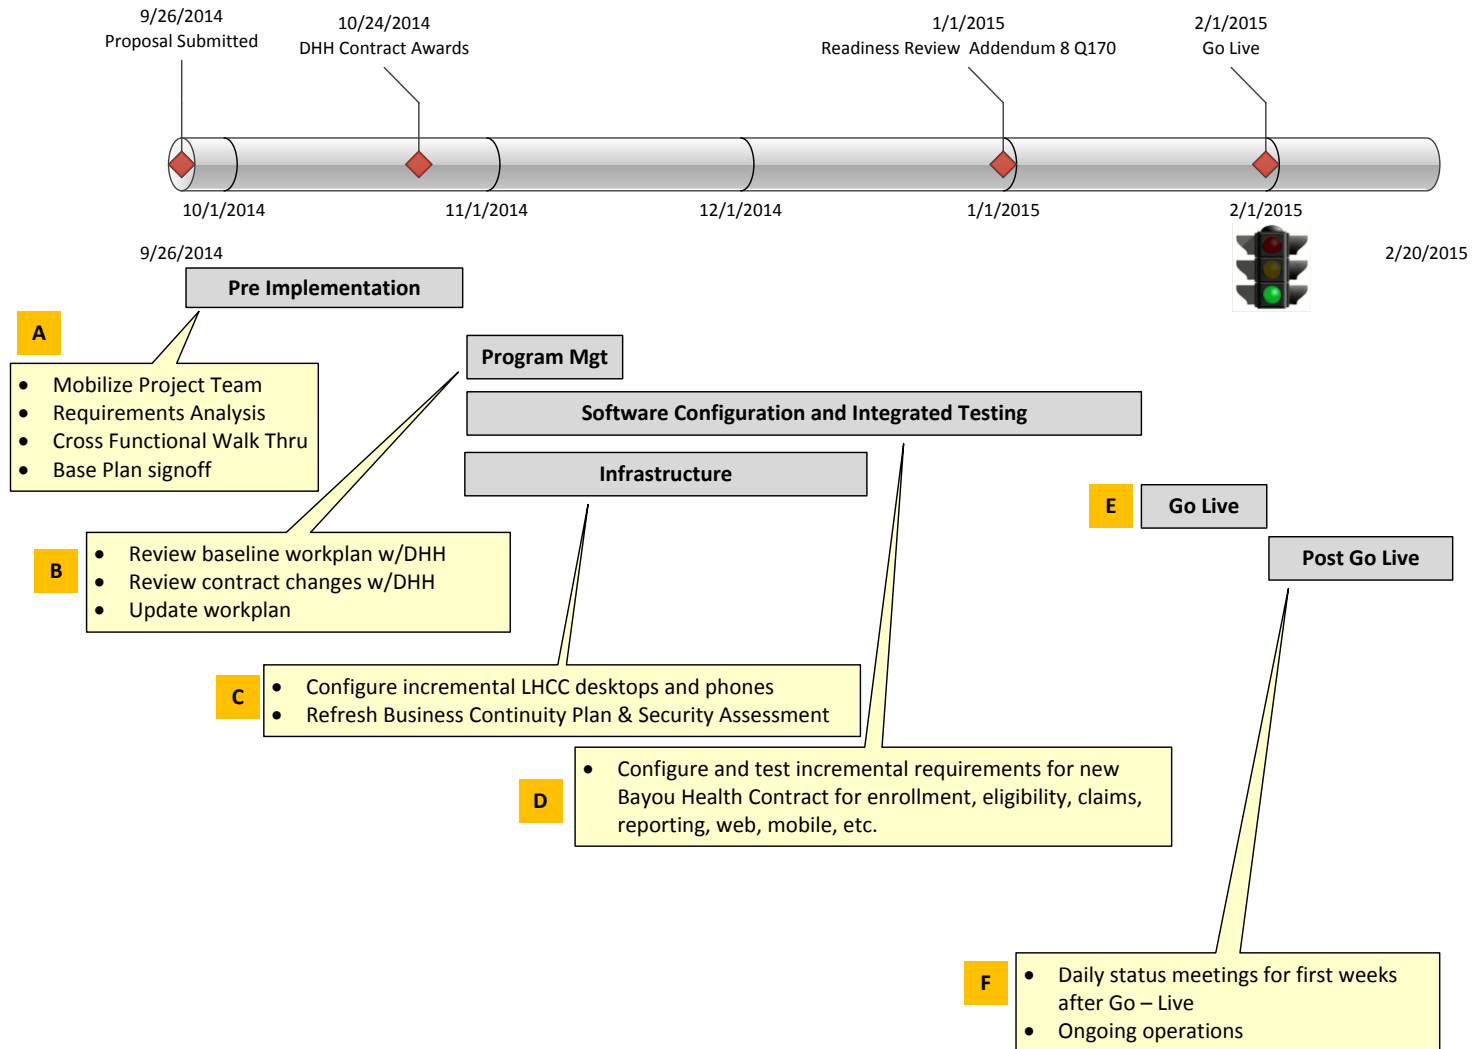 9/26/2014
Proposal Submitted
10/24/2014
DHH Contract Awards
1/1/2015
Readiness Review  Addendum 8 Q170
2/1/2015
Go Live
10/1/2014
11/1/2014
12/1/2014
1/1/2015
2/1/2015
9/26/2014
2/20/2015
Pre Implementation
A
• Mobilize Project Team
• Requirements Analysis
• Cross Functional Walk Thru
• Base Plan signoff
Program Mgt
Software Configuration and Integrated Testing
Infrastructure
E
Go Live
Post Go Live
B
• Review baseline workplan w/DHH
• Review contract changes w/DHH
• Update workplan
C
• Configure incremental LHCC desktops and phones
• Refresh Business Continuity Plan & Security Assessment
D
• Configure and test incremental requirements for new
Bayou Health Contract for enrollment, eligibility, claims,
reporting, web, mobile, etc.
F
• Daily status meetings for first weeks
after Go – Live
• Ongoing operations